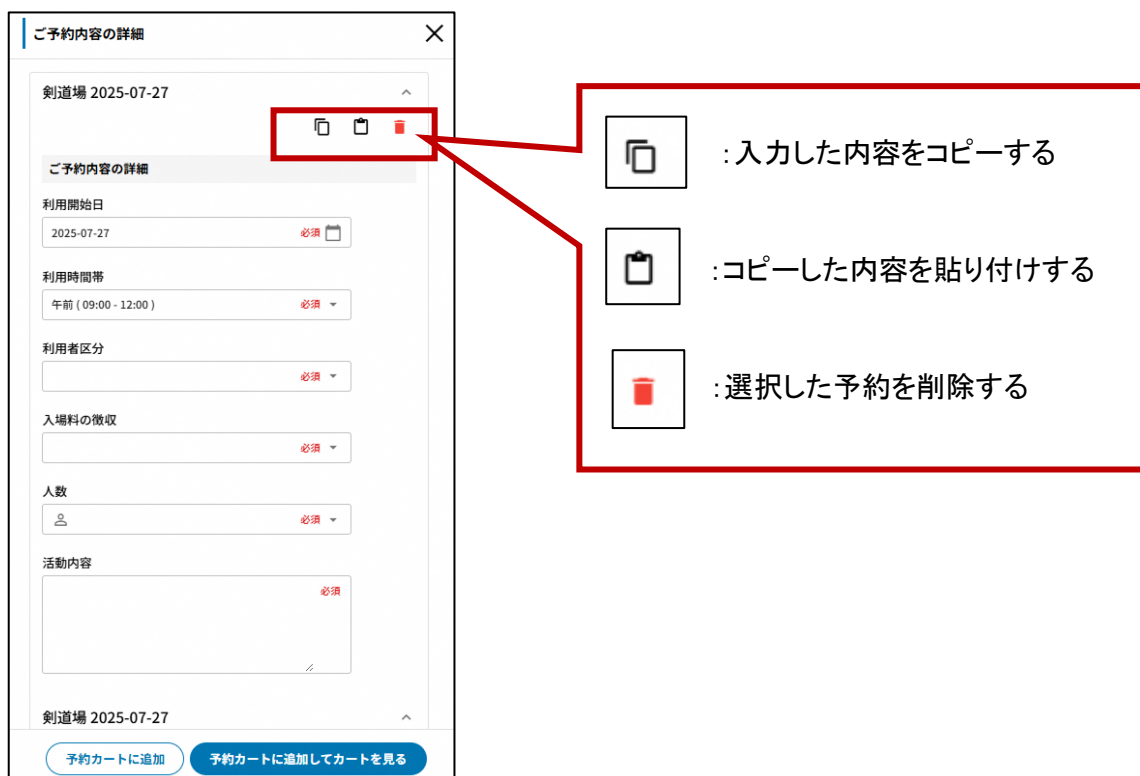 ご予約内容の詳細
剣道場 2025-07-27
ご予約内容の詳細
利用開始日
2025-07-27 必須
利用時間帯
午前 ( 09:00 - 12:00 ) 必須
利用者区分
必須
入場料の徴収
必須
人数
必須
活動内容
必須
剣道場 2025-07-27
予約カートに追加 予約カートに追加してカートを見る
：入力した内容をコピーする
：コピーした内容を貼り付けする
：選択した予約を削除する